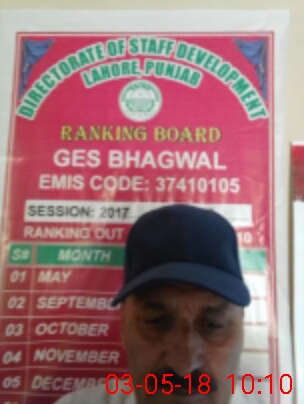 DIRECTORATE OF STAFF DEVELOPMENT
LAHORE, PUNJAB
RANKING BOARD
GES BHAGWAL
EMIS CODE: 37410105
SESSION: 2017
RANKING OUT 10
S# MONTH
01 MAY
02 SEPTEMB
03 OCTOBER
04 NOVEMBER
05 DECEMB
03-05-18 10:10